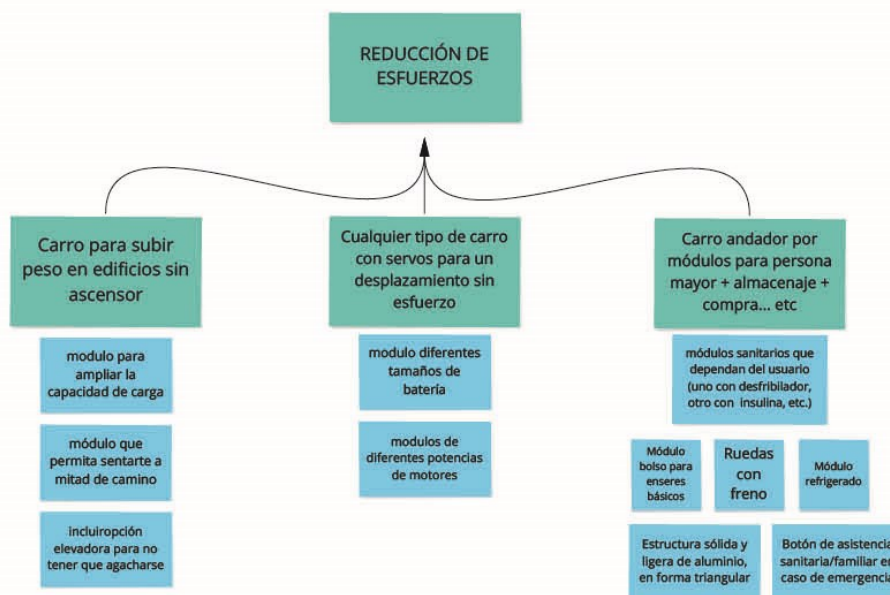 REDUCCIÓN DE
ESFUERZOS
Carro para subir
peso en edificios sin
ascensor
modulo para
ampliar la
capacidad de carga
módulo que
permita sentarte a
mitad de camino
incluiropción
elevadora para no
tener que agacharse
Cualquier tipo de carro
con servos para un
desplazamiento sin
esfuerzo
modulo diferentes
tamaños de
batería
modulos de
diferentes potencias
de motores
Carro andador por
módulos para persona
mayor + almacenaje +
compra... etc
módulos sanitarios que
dependan del usuario
(uno con desfribilador,
otro con insulina, etc.)
Módulo
bolso para
enseres
básicos
Ruedas
con
freno
Módulo
refrigerado
Estructura sólida y
ligera de aluminio,
en forma triangular
Botón de asistencia
sanitaria/familiar en
caso de emergencia